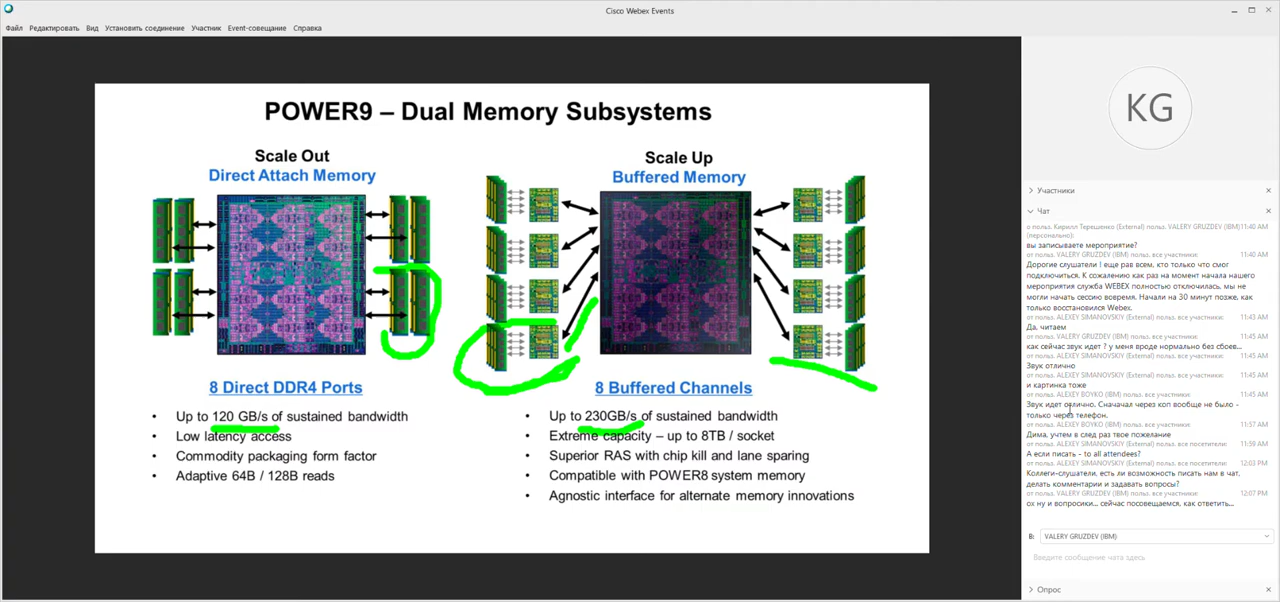 Cisco Webex Events
Файл Редактировать Вид Установить соединение Участник Event-совещание Справка
POWER9 – Dual Memory Subsystems
Scale Out
Direct Attach Memory
8 Direct DDR4 Ports
• Up to 120 GB/s of sustained bandwidth
• Low latency access
• Commodity packaging form factor
• Adaptive 64B / 128B reads
Scale Up
Buffered Memory
8 Buffered Channels
• Up to 230GB/s of sustained bandwidth
• Extreme capacity – up to 8TB / socket
• Superior RAS with chip kill and lane sparing
• Compatible with POWER8 system memory
• Agnostic interface for alternate memory innovations
KG
Участники
Чат
о польз. Кирилл Терешенко (External) польз. VALERY GRUZDEV (IBM) 11:40 AM
(персонально):
вы записываете мероприятие?
от польз. VALERY GRUZDEV (IBM) польз. все участники: 11:40 AM
Дорогие слушатели ! еще рав всем, кто только что смог
подключиться. К сожалению как раз на момент начала нашего
мероприятия служба WEBEX полностью отключилась, мы не
могли начать сессию вовремя. Начали на 30 минут позже, как
только восстановился Webex.
от польз. ALEXEY SIMANOVSKIY (External) польз. все участники: 11:43 AM
Да, читаем
от польз. VALERY GRUZDEV (IBM) польз. все участники: 11:45 AM
как сейчас звук идет ? у меня вроде нормально без сбоев...
от польз. ALEXEY SIMANOVSKIY (External) польз. все участники: 11:45 AM
Звук отлично
от польз. ALEXEY SIMANOVSKIY (External) польз. все участники: 11:45 AM
и картинка тоже
от польз. ALEXEY BOYKO (IBM) польз. все участники: 11:45 AM
Звук идет отлично. Сначачал через коп вообще не было -
только через телефон.
от польз. ALEXEY BOYKO (IBM) польз. все участники: 11:57 AM
Дима, учтем в след раз твое пожелание
от польз. ALEXEY SIMANOVSKIY (External) польз. все посетители: 11:59 AM
А если писать - to all attendees?
от польз. ALEXEY SIMANOVSKIY (External) польз. все посетители: 12:03 PM
Коллеги-слушатели, есть ли возможность писать нам в чат,
делать комментарии и задавать вопросы?
от польз. VALERY GRUZDEV (IBM) польз. все участники: 12:07 PM
ох ну и вопросики... сейчас посовещаемся, как ответить...
В: VALERY GRUZDEV (IBM)
Введите сообщение чата здесь
Опрос